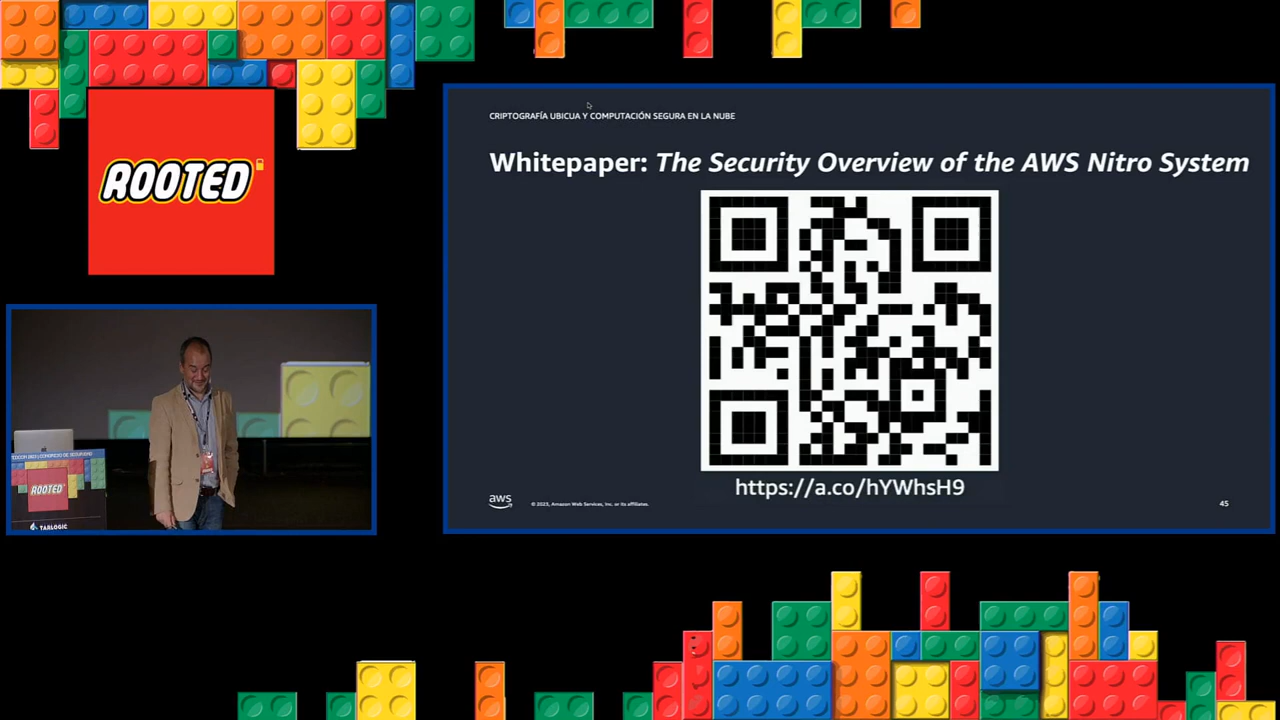 ROOTED
CRIPTOGRAFÍA UBICUA Y COMPUTACIÓN SEGURA EN LA NUBE
Whitepaper: The Security Overview of the AWS Nitro System
https://a.co/hYWhsH9
aws
© 2023, Amazon Web Services, Inc. or its affiliates.
45
ROOTED
TARLOGIC